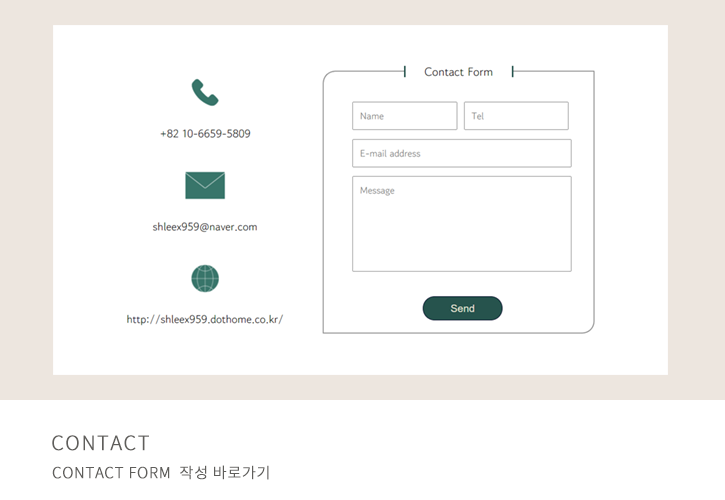 +82 10-6659-5809
shleex959@naver.com
http://shleex959.dothome.co.kr/
Contact Form
Name
Tel
E-mail address
Message
Send
CONTACT
CONTACT FORM 작성 바로가기